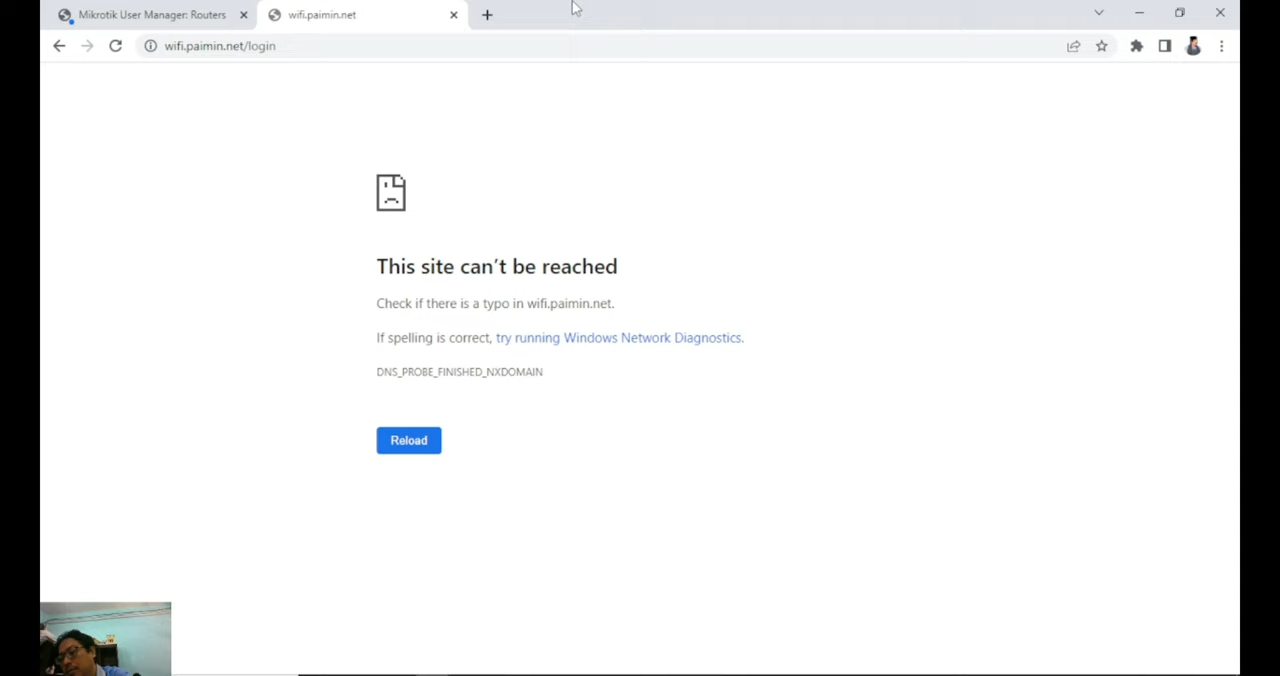 Mikrotik User Manager: Routers
wifi.paimin.net
wifi.paimin.net/login
This site can't be reached
Check if there is a typo in wifi.paimin.net.
If spelling is correct, try running Windows Network Diagnostics.
DNS_PROBE_FINISHED_NXDOMAIN
Reload